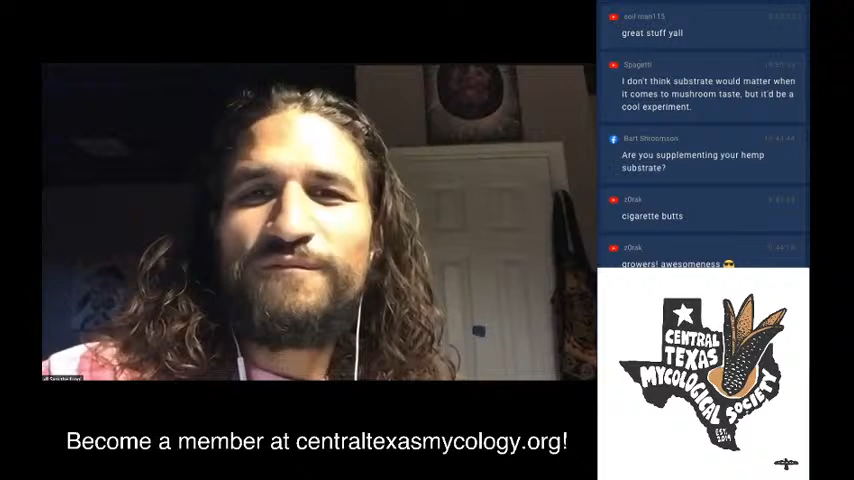 soil man115
great stuff yall
Spagetti
I don't think substrate would matter when
it comes to mushroom taste, but it'd be a
cool experiment.
Bart Shroomson
Are you supplementing your hemp
substrate?
z0rak
cigarette butts
z0rak
growers! awesomeness 😎
CENTRAL
TEXAS
MYCOLOGICAL
SOCIETY
EST.
2019
Become a member at centraltexasmycology.org!